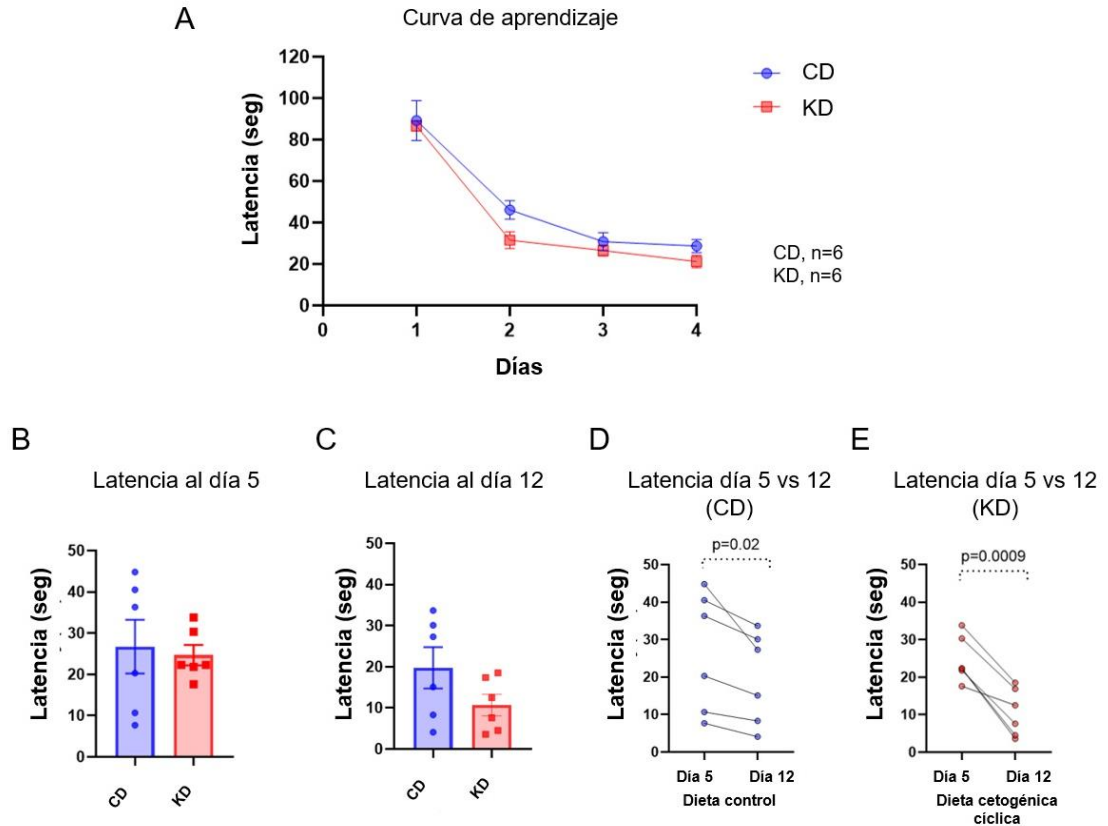 A
Curva de aprendizaje
120
100
80
60
40
20
0
Latencia (seg)
0
1
2
3
4
Días
CD
KD
CD, n=6
KD, n=6
B
Latencia al día 5
50
40
30
20
10
0
Latencia (seg)
CD
KD
C
Latencia al día 12
50
40
30
20
10
0
Latencia (seg)
CD
KD
D
Latencia día 5 vs 12
(CD)
p=0.02
50
40
30
20
10
0
Latencia (seg)
Día 5
Día 12
Dieta control
E
Latencia día 5 vs 12
(KD)
p=0.0009
50
40
30
20
10
0
Latencia (seg)
Día 5
Día 12
Dieta cetogénica
cíclica